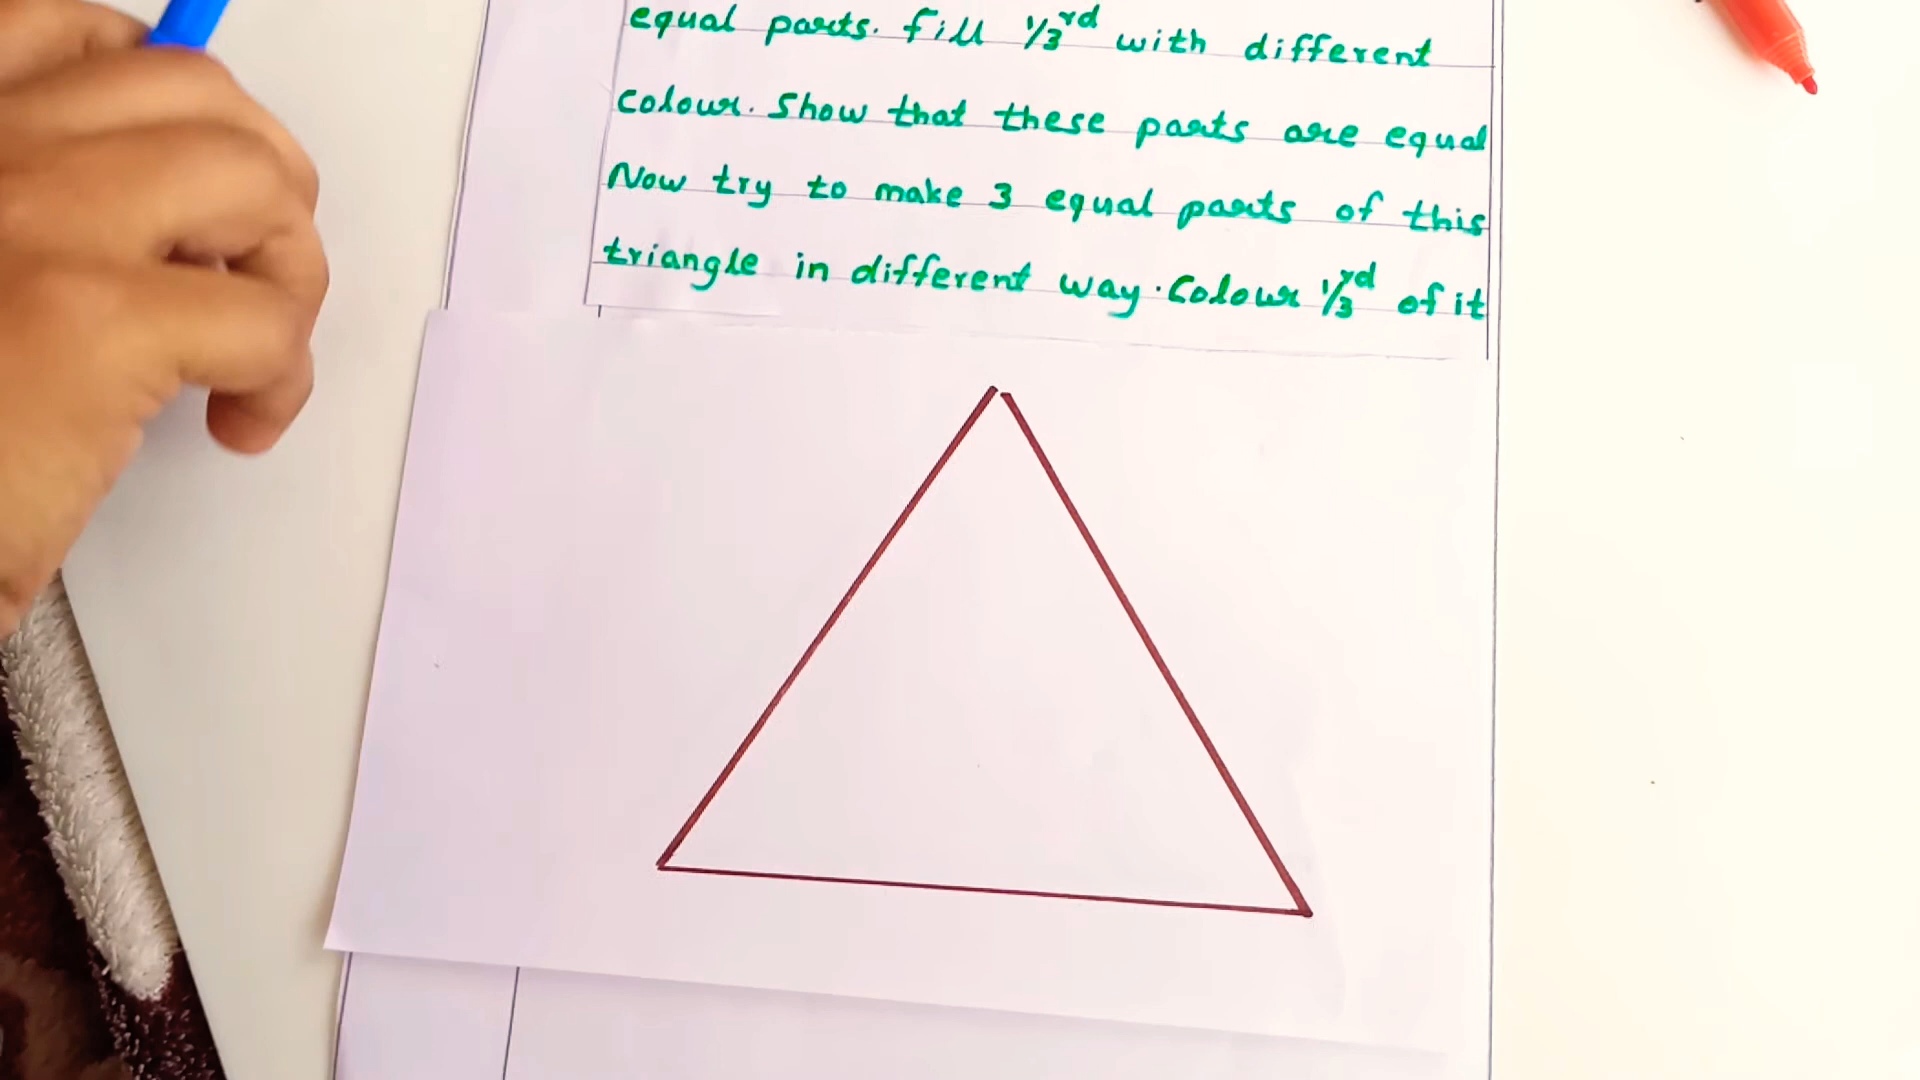 equal parts. fill 1/3rd with different
colour. Show that these parts are equal
Now try to make 3 equal parts of this
triangle in different way. Colour 1/3rd of it